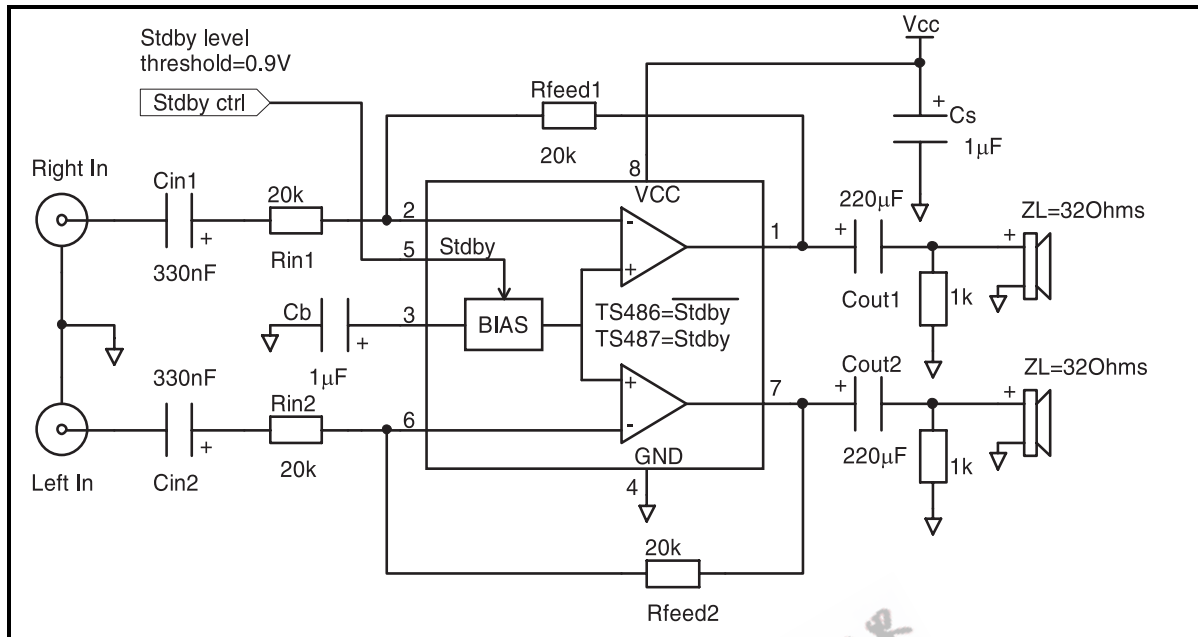 Stdby level
threshold=0.9V
Stdby ctrl
Vcc
+
Cs
1µF
Rfeed1
20k
8
VCC
Right In
Cin1
+
330nF
20k
Rin1
2
5
Stdby
-
+
1
220µF
+
Cout1
1k
ZL=32Ohms
+
Cb
+
1µF
3
BIAS
TS486=S̅t̅d̅b̅y̅
TS487=Stdby
330nF
+
Cin2
Left In
Rin2
20k
6
+
-
7
Cout2
+
220µF
1k
ZL=32Ohms
+
GND
4
20k
Rfeed2